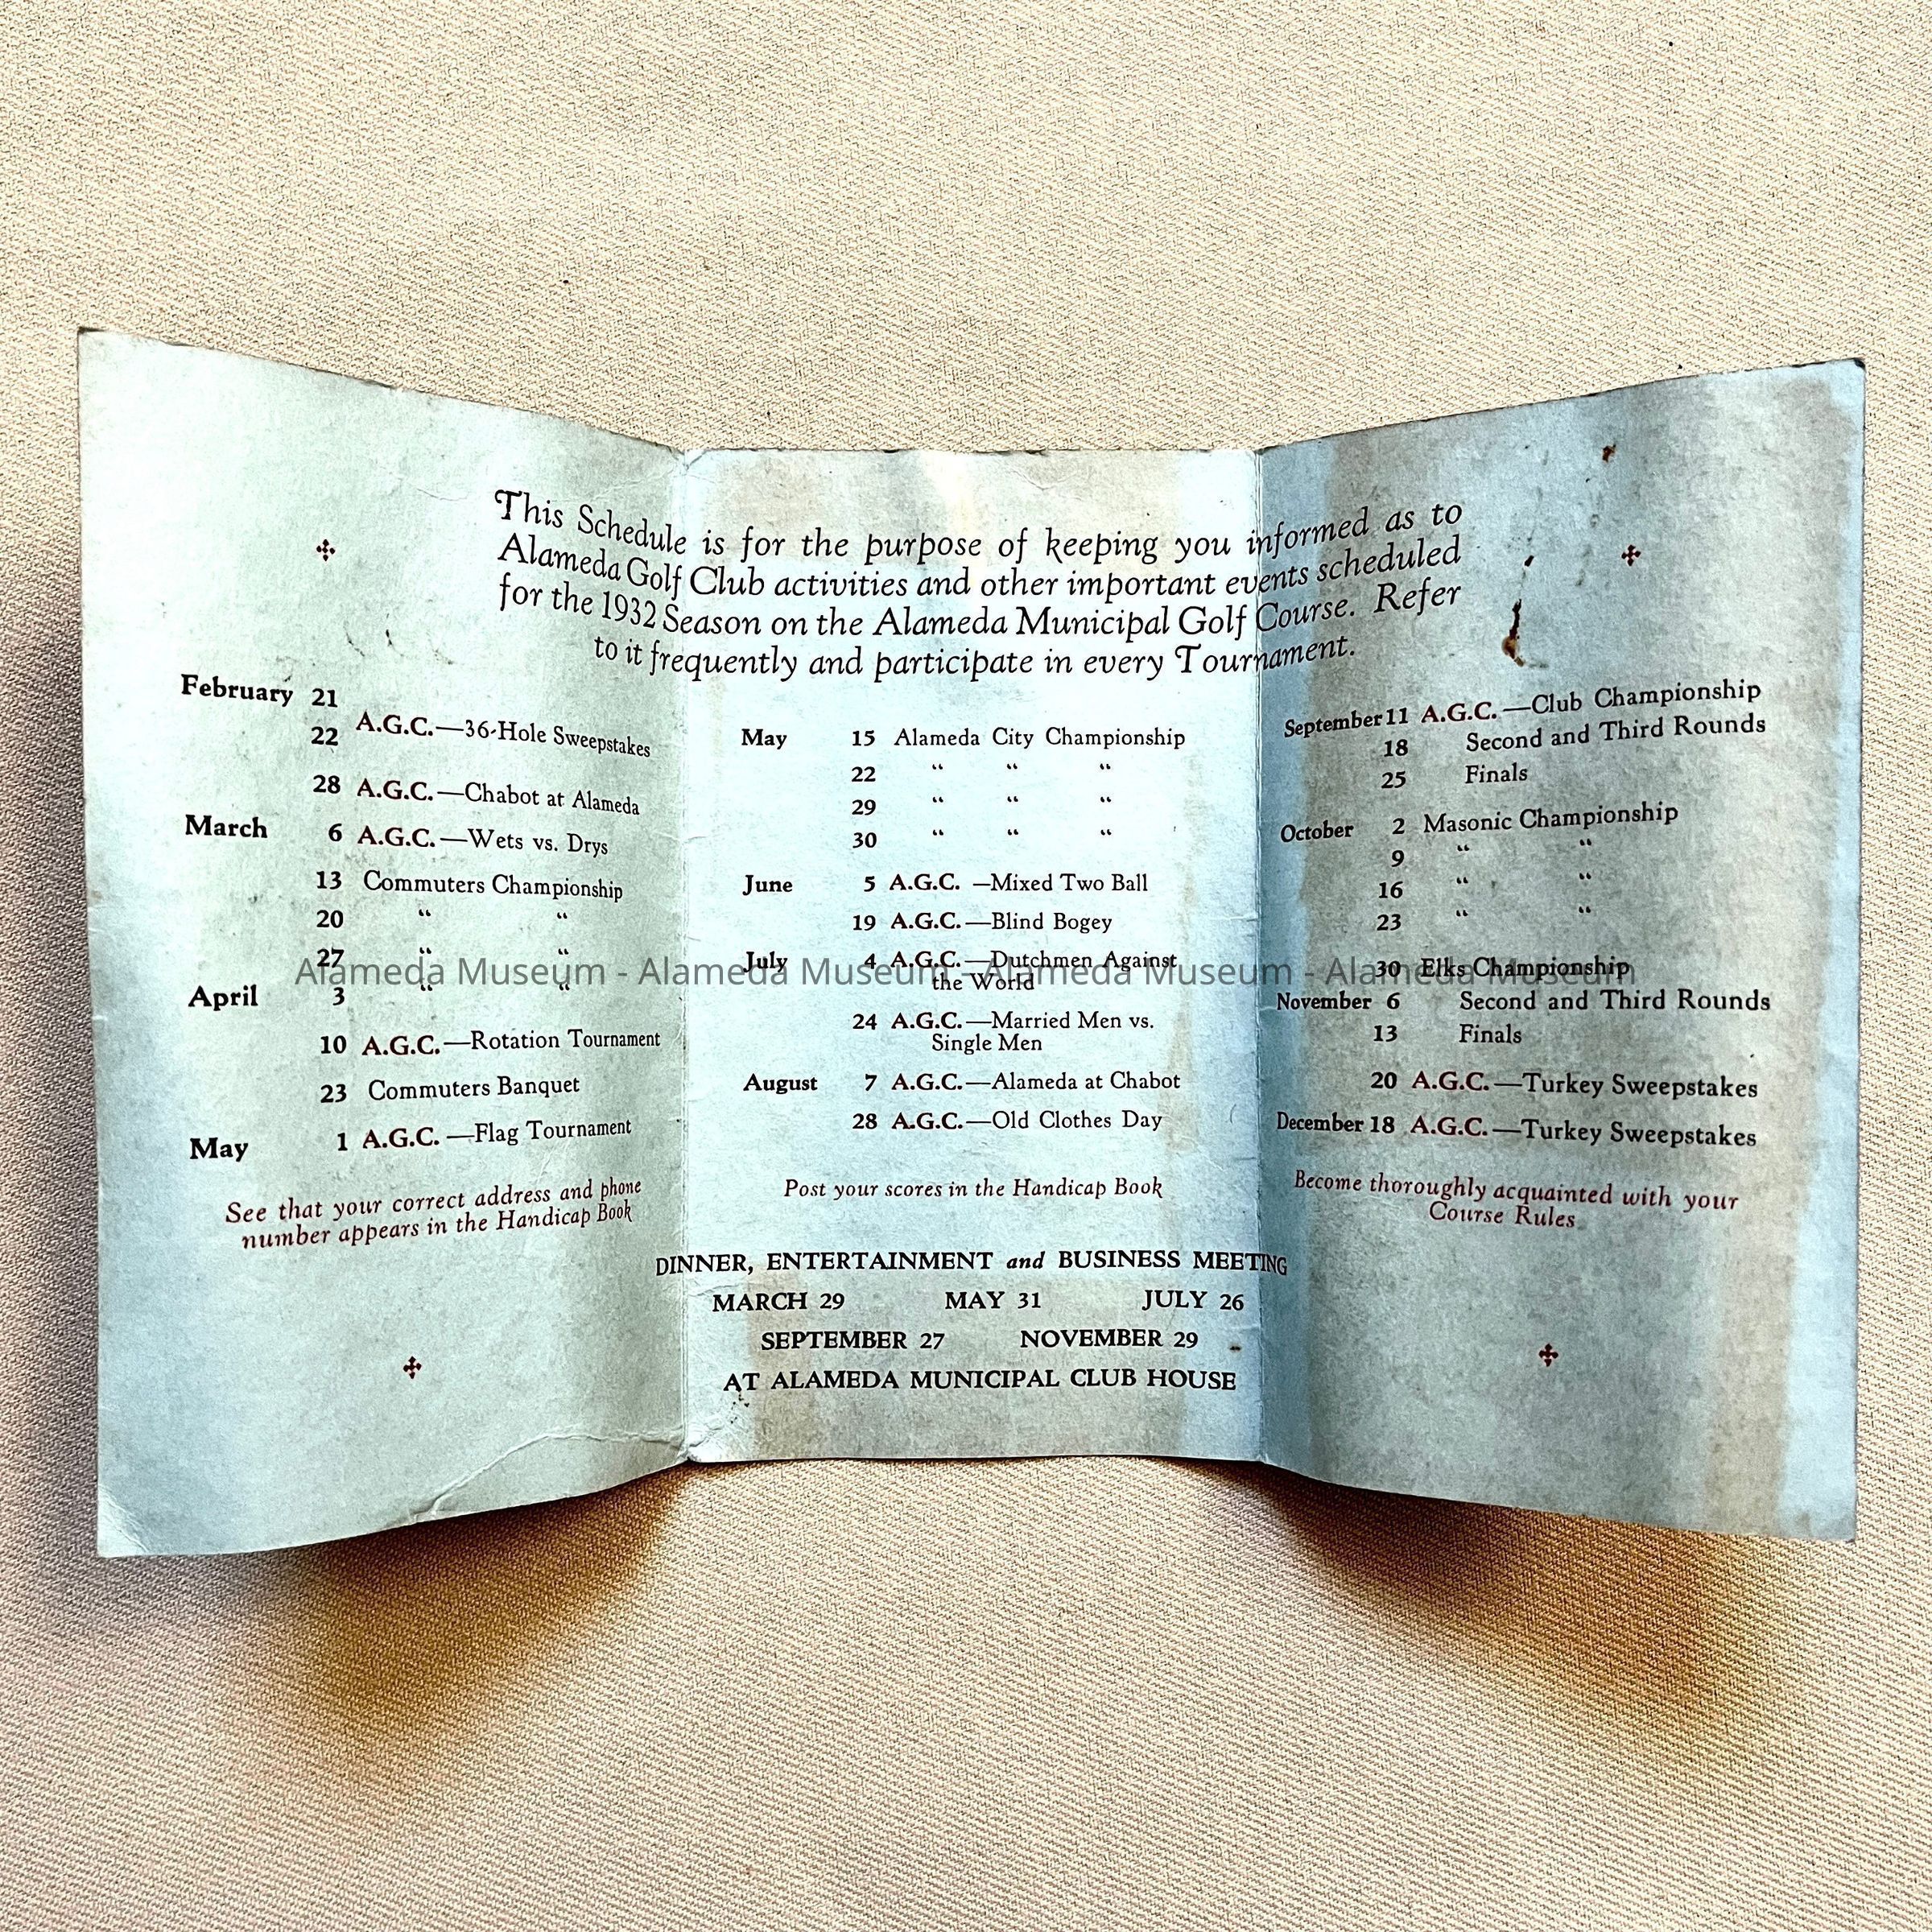 This Schedule is for the purpose of keeping you informed as to
Alameda Golf Club activities and other important events scheduled
for the 1932 Season on the Alameda Municipal Golf Course. Refer
to it frequently and participate in every Tournament.
February 21
22 A.G.C.—36-Hole Sweepstakes
28 A.G.C.—Chabot at Alameda
March 6 A.G.C.—Wets vs. Drys
13 Commuters Championship
20 “ “
27 “ “
April 3 “ “
10 A.G.C.—Rotation Tournament
23 Commuters Banquet
May 1 A.G.C.—Flag Tournament
See that your correct address and phone
number appears in the Handicap Book
May 15 Alameda City Championship
22 “ “ “
29 “ “ “
30 “ “ “
June 5 A.G.C. —Mixed Two Ball
19 A.G.C.—Blind Bogey
July 4 A.G.C.—Dutchmen Against
the World
24 A.G.C.—Married Men vs.
Single Men
August 7 A.G.C.—Alameda at Chabot
28 A.G.C.—Old Clothes Day
Post your scores in the Handicap Book
September 11 A.G.C.—Club Championship
18 Second and Third Rounds
25 Finals
October 2 Masonic Championship
9 “ “
16 “ “
23 “ “
30 Elks Championship
November 6 Second and Third Rounds
13 Finals
20 A.G.C.—Turkey Sweepstakes
December 18 A.G.C.—Turkey Sweepstakes
Become thoroughly acquainted with your
Course Rules
DINNER, ENTERTAINMENT and BUSINESS MEETING
MARCH 29 MAY 31 JULY 26
SEPTEMBER 27 NOVEMBER 29
AT ALAMEDA MUNICIPAL CLUB HOUSE
Alameda Museum - Alameda Museum - Alameda Museum - Alameda Museum